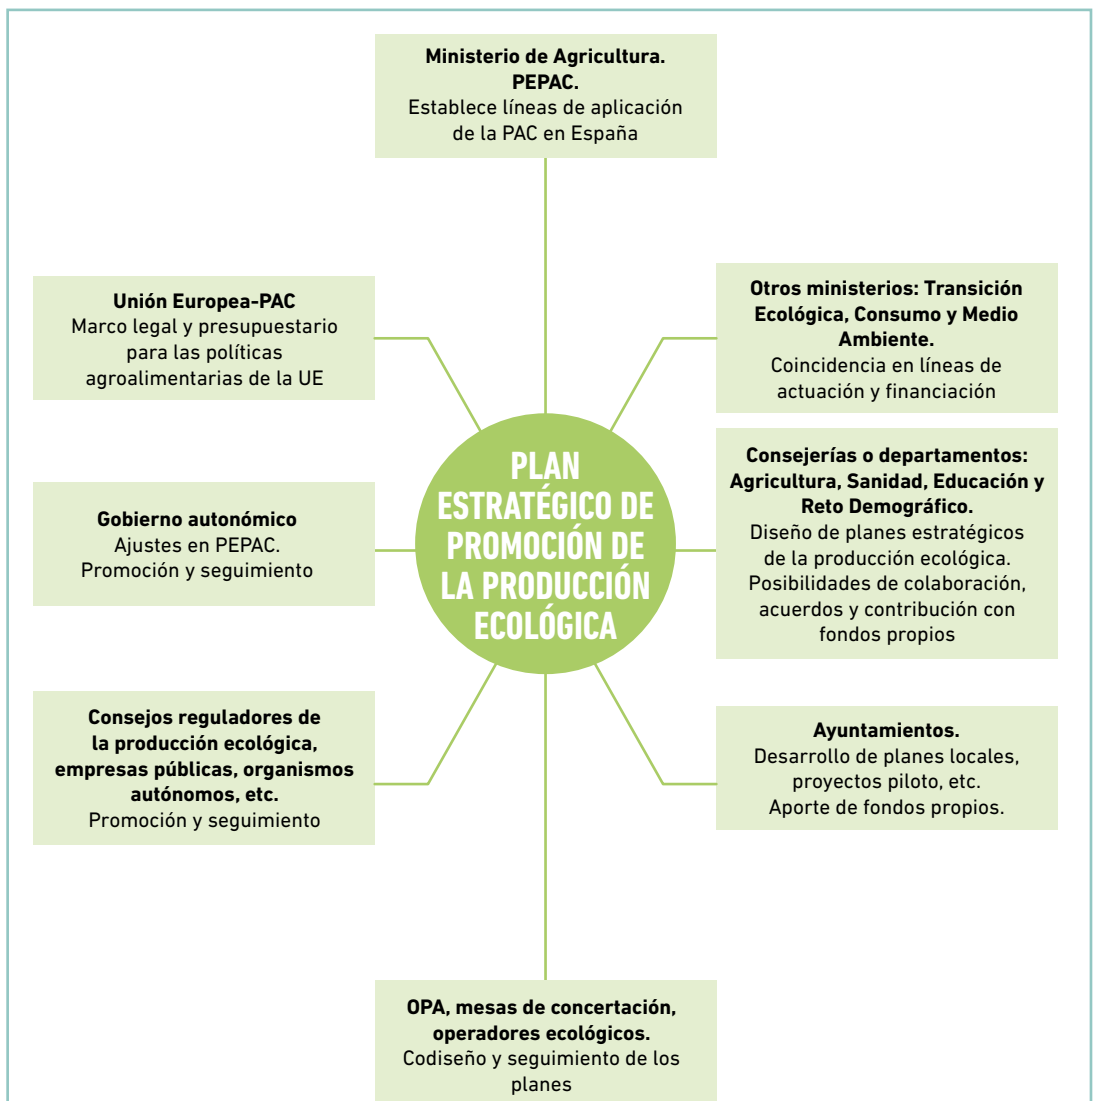 Ministerio de Agricultura.
PEPAC.
Establece líneas de aplicación
de la PAC en España
Unión Europea-PAC
Marco legal y presupuestario
para las políticas
agroalimentarias de la UE
Otros ministerios: Transición
Ecológica, Consumo y Medio
Ambiente.
Coincidencia en líneas de
actuación y financiación
PLAN
ESTRATÉGICO DE
PROMOCIÓN DE
LA PRODUCCIÓN
ECOLÓGICA
Gobierno autonómico
Ajustes en PEPAC.
Promoción y seguimiento
Consejerías o departamentos:
Agricultura, Sanidad, Educación y
Reto Demográfico.
Diseño de planes estratégicos
de la producción ecológica.
Posibilidades de colaboración,
acuerdos y contribución con
fondos propios
Consejos reguladores de
la producción ecológica,
empresas públicas, organismos
autónomos, etc.
Promoción y seguimiento
Ayuntamientos.
Desarrollo de planes locales,
proyectos piloto, etc.
Aporte de fondos propios.
OPA, mesas de concertación,
operadores ecológicos.
Codiseño y seguimiento de los
planes